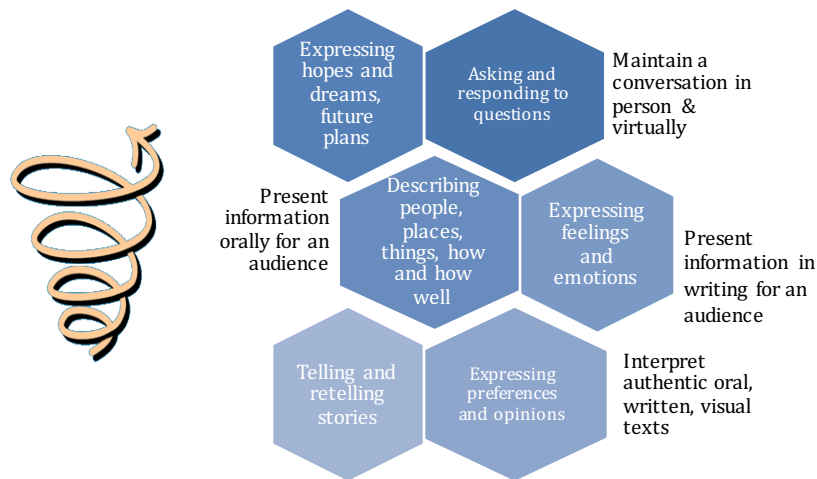 Expressing
hopes and
dreams,
future
plans
Asking and
responding to
questions
Maintain a
conversation in
person &
virtually
Present
information
orally for an
audience
Describing
people,
places,
things, how
and how
well
Expressing
feelings
and
emotions
Present
information in
writing for an
audience
Telling and
retelling
stories
Expressing
preferences
and opinions
Interpret
authentic oral,
written, visual
texts